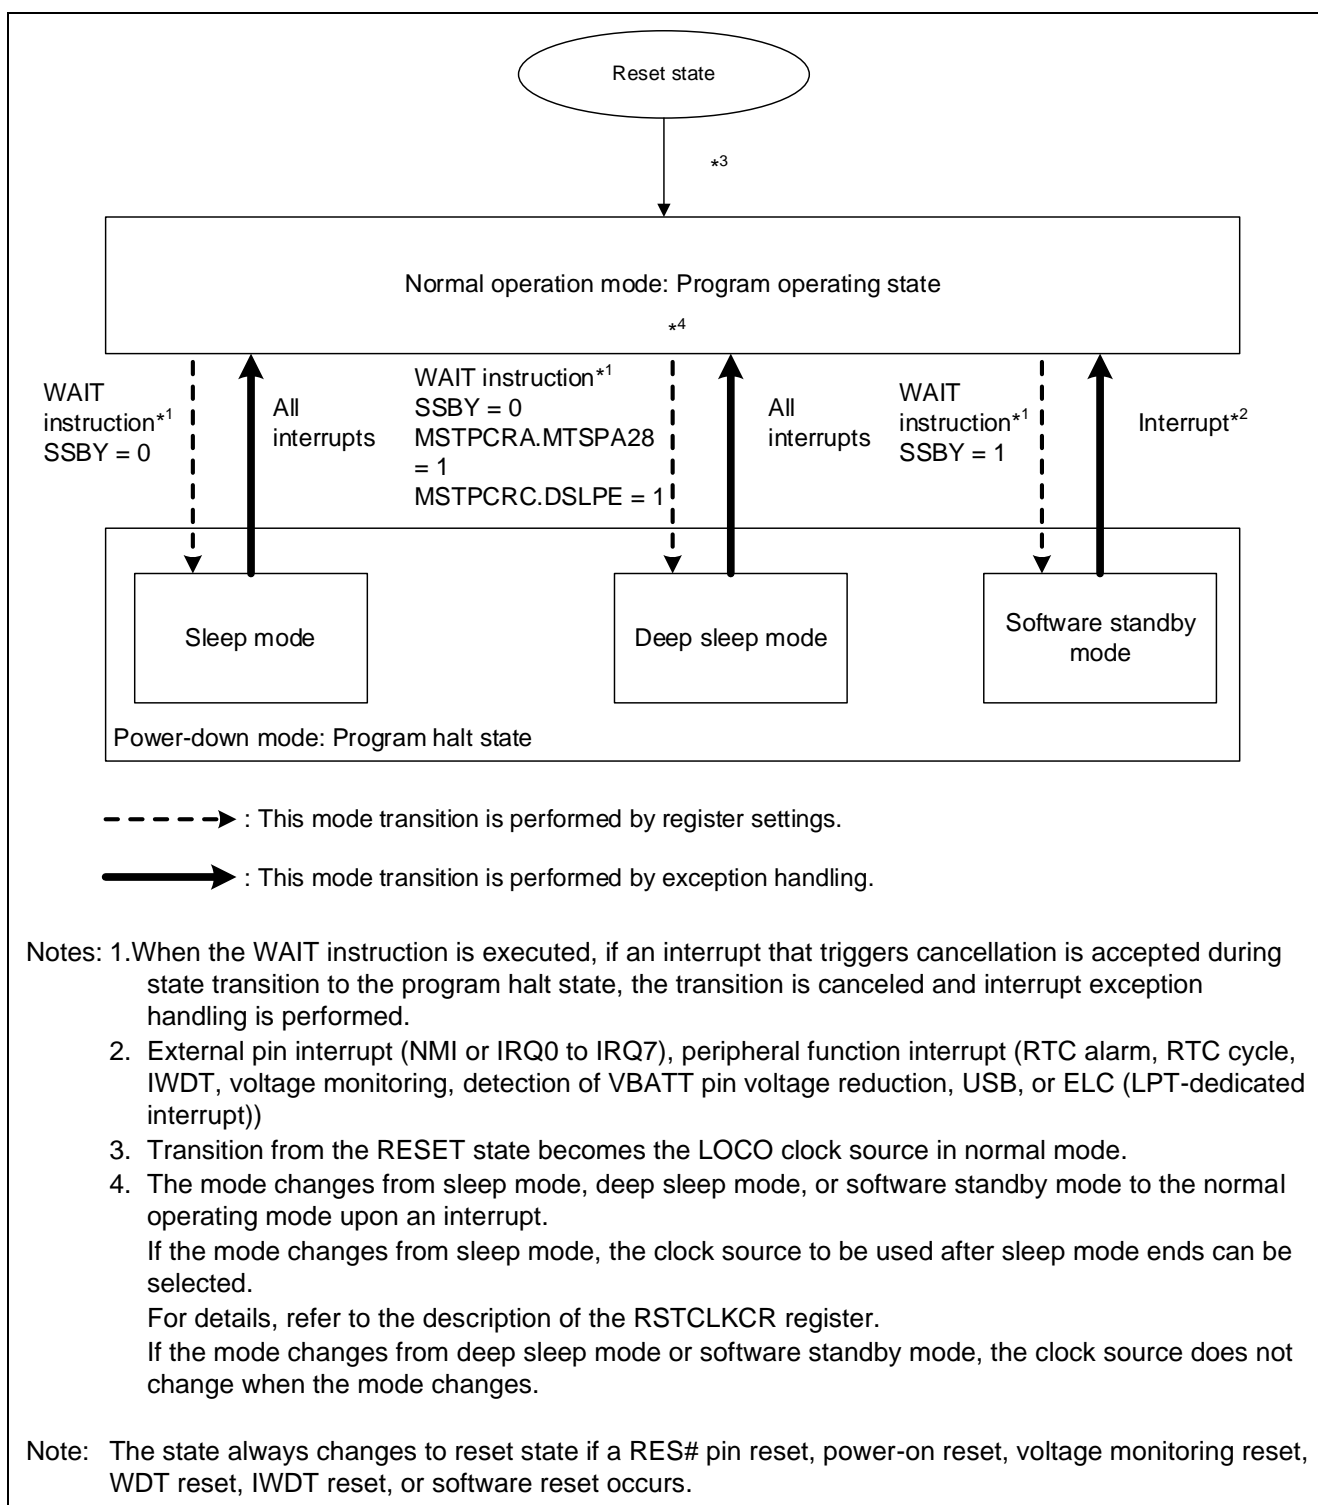 Reset state
*3
Normal operation mode: Program operating state
*4
WAIT
instruction*1
SSBY = 0
All
interrupts
WAIT instruction*1
SSBY = 0
MSTPCRA.MTSPA28
= 1
MSTPCRC.DSLPE = 1
All
interrupts
WAIT
instruction*1
SSBY = 1
Interrupt*2
Sleep mode
Deep sleep mode
Software standby
mode
Power-down mode: Program halt state
: This mode transition is performed by register settings.
: This mode transition is performed by exception handling.
Notes: 1.When the WAIT instruction is executed, if an interrupt that triggers cancellation is accepted during
state transition to the program halt state, the transition is canceled and interrupt exception
handling is performed.
2. External pin interrupt (NMI or IRQ0 to IRQ7), peripheral function interrupt (RTC alarm, RTC cycle,
IWDT, voltage monitoring, detection of VBATT pin voltage reduction, USB, or ELC (LPT-dedicated
interrupt))
3. Transition from the RESET state becomes the LOCO clock source in normal mode.
4. The mode changes from sleep mode, deep sleep mode, or software standby mode to the normal
operating mode upon an interrupt.
If the mode changes from sleep mode, the clock source to be used after sleep mode ends can be
selected.
For details, refer to the description of the RSTCLKCR register.
If the mode changes from deep sleep mode or software standby mode, the clock source does not
change when the mode changes.
Note: The state always changes to reset state if a RES# pin reset, power-on reset, voltage monitoring reset,
WDT reset, IWDT reset, or software reset occurs.